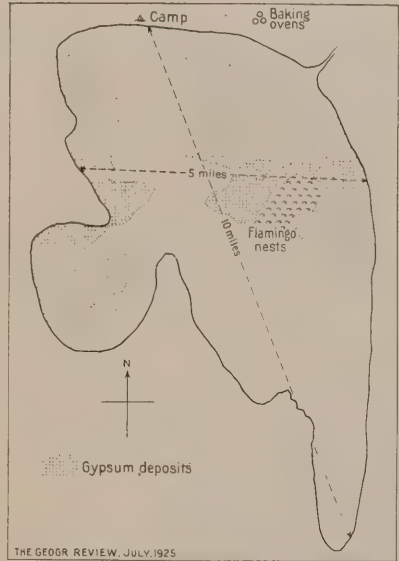 Camp
Baking
ovens
5 miles
10 miles
Flamingo
nests
N
Gypsum deposits
THE GEOGR REVIEW, JULY, 1925